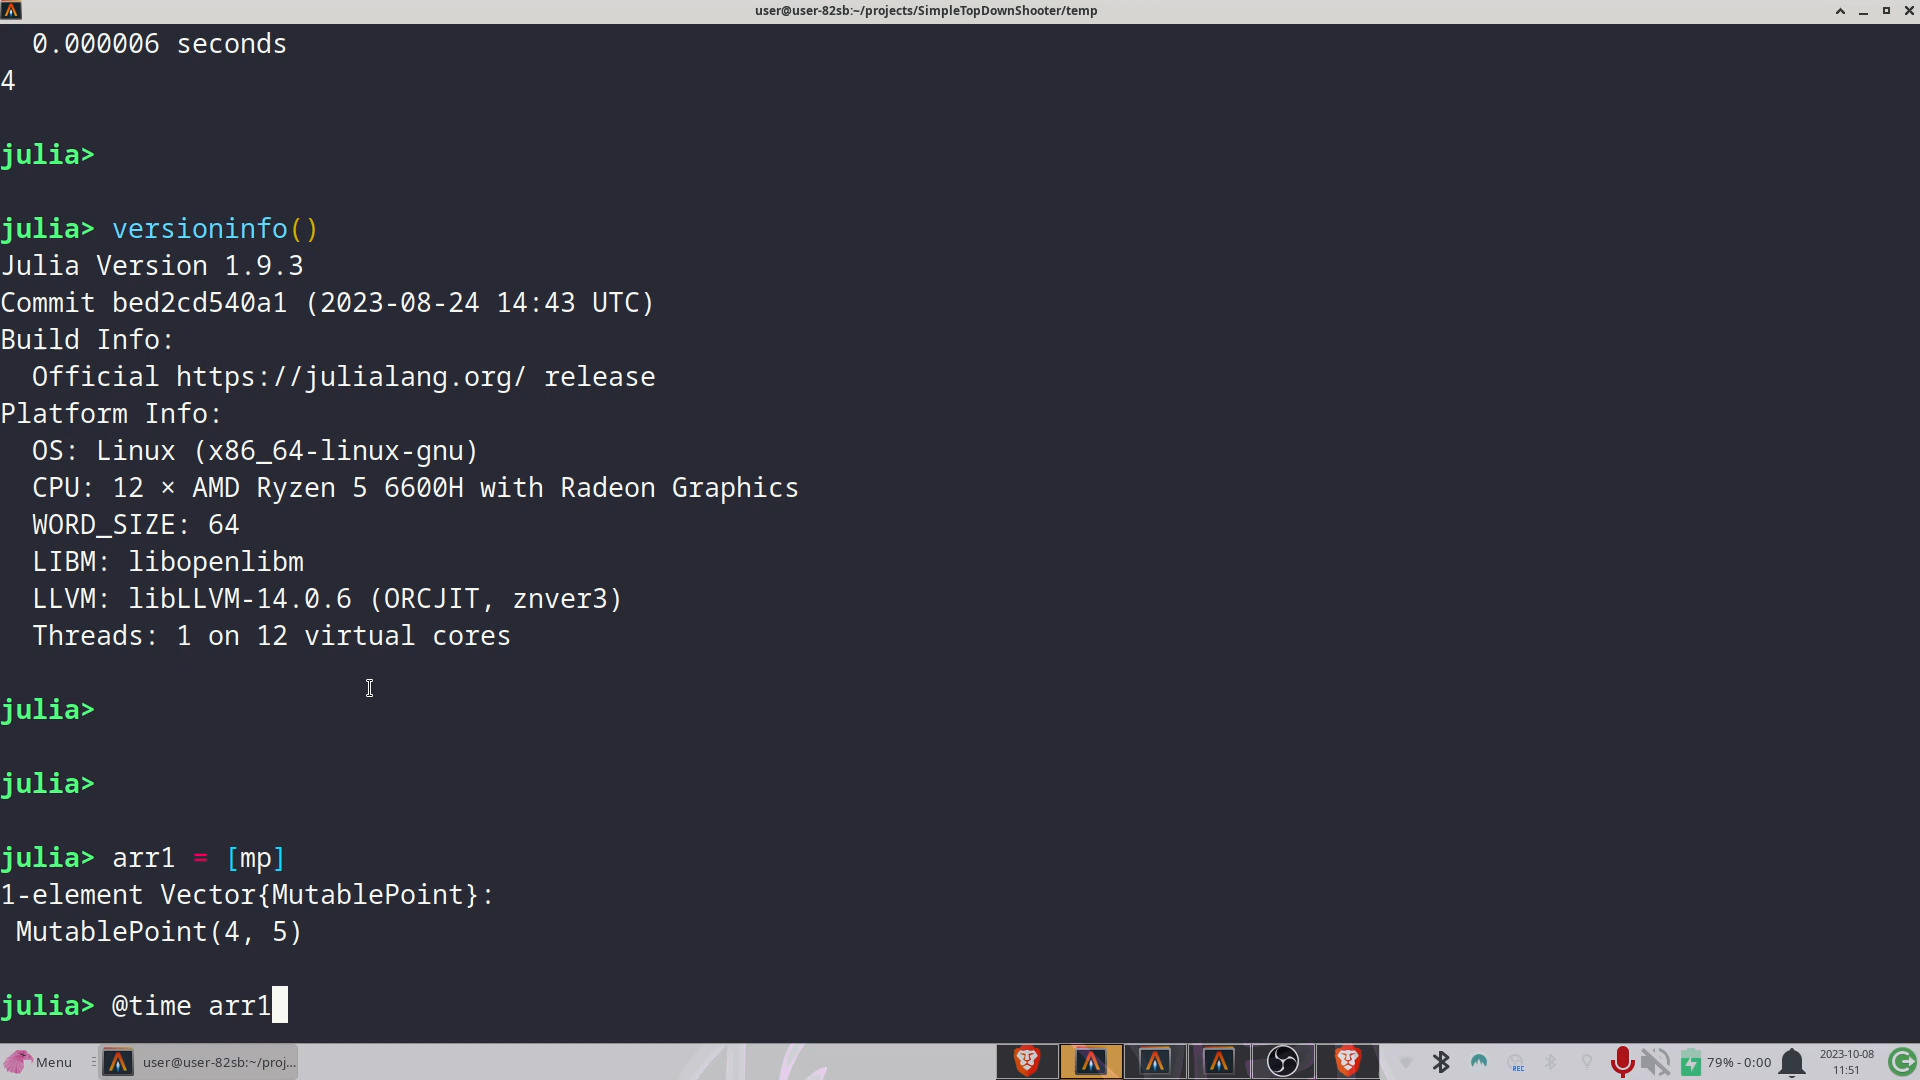 user@user-82sb:~/projects/SimpleTopDownShooter/temp
0.000006 seconds
4
julia>
julia> versioninfo()
Julia Version 1.9.3
Commit bed2cd540a1 (2023-08-24 14:43 UTC)
Build Info:
Official https://julialang.org/ release
Platform Info:
OS: Linux (x86_64-linux-gnu)
CPU: 12 × AMD Ryzen 5 6600H with Radeon Graphics
WORD_SIZE: 64
LIBM: libopenlibm
LLVM: libLLVM-14.0.6 (ORCJIT, znver3)
Threads: 1 on 12 virtual cores
julia>
julia>
julia> arr1 = [mp]
1-element Vector{MutablePoint}:
MutablePoint(4, 5)
julia> @time arr1
Menu
user@user-82sb:~/proj...
REC
79% - 0:00
2023-10-08
11:51